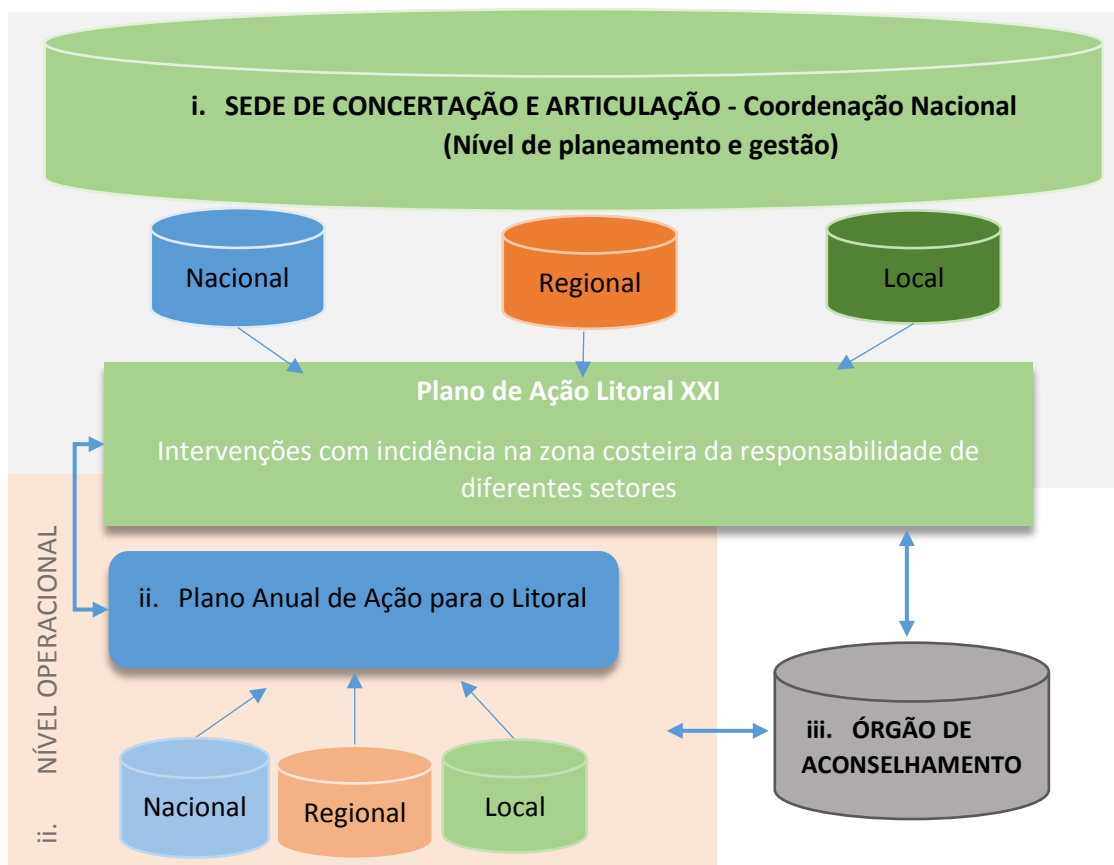 i. SEDE DE CONCERTAÇÃO E ARTICULAÇÃO - Coordenação Nacional
(Nível de planeamento e gestão)
Nacional
Regional
Local
Plano de Ação Litoral XXI
Intervenções com incidência na zona costeira da responsabilidade de
diferentes setores
ii. NÍVEL OPERACIONAL
ii. Plano Anual de Ação para o Litoral
Nacional
Regional
Local
iii. ÓRGÃO DE
ACONSELHAMENTO